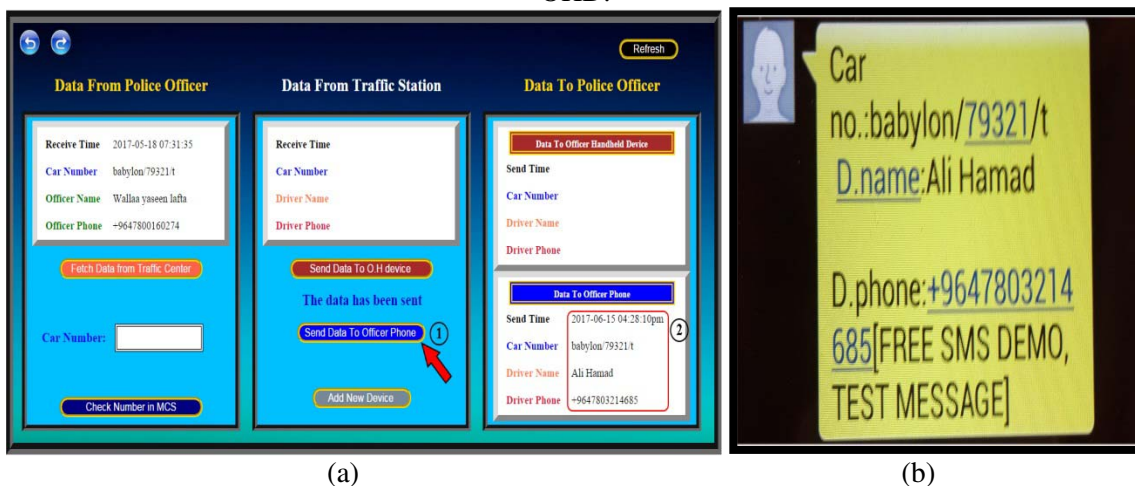 Refresh
Data From Police Officer
Receive Time 2017-05-18 07:31:35
Car Number babylon/79321/t
Officer Name Wallaa yaseen lafta
Officer Phone +9647800160274
Fetch Data from Traffic Center
Car Number:
Check Number in MCS
Data From Traffic Station
Receive Time
Car Number
Driver Name
Driver Phone
Send Data To O.H device
The data has been sent
Send Data To Officer Phone 1
Add New Device
Data To Police Officer
Data To Officer Handheld Device
Send Time
Car Number
Driver Name
Driver Phone
Data To Officer Phone
Send Time 2017-06-15 04:28:10pm
2
Car Number babylon/79321/t
Driver Name Ali Hamad
Driver Phone +9647803214685
(a)
Car
no.:babylon/79321/t
D.name:Ali Hamad
D.phone:+9647803214
685[FREE SMS DEMO,
TEST MESSAGE]
(b)